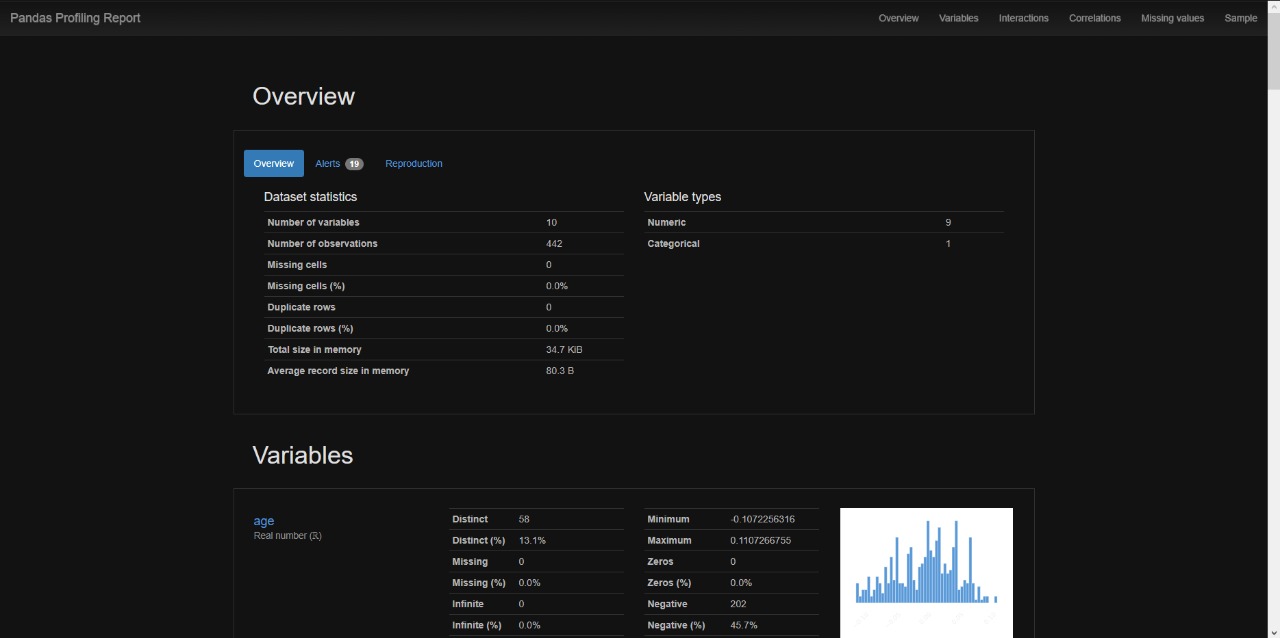 Pandas Profiling Report
Overview Variables Interactions Correlations Missing values Sample
Overview
Overview Alerts 19 Reproduction
Dataset statistics
Number of variables 10
Number of observations 442
Missing cells 0
Missing cells (%) 0.0%
Duplicate rows 0
Duplicate rows (%) 0.0%
Total size in memory 34.7 KiB
Average record size in memory 80.3 B
Variable types
Numeric 9
Categorical 1
Variables
age
Real number (ℝ)
Distinct 58
Distinct (%) 13.1%
Missing 0
Missing (%) 0.0%
Infinite 0
Infinite (%) 0.0%
Minimum -0.1072256316
Maximum 0.1107266755
Zeros 0
Zeros (%) 0.0%
Negative 202
Negative (%) 45.7%